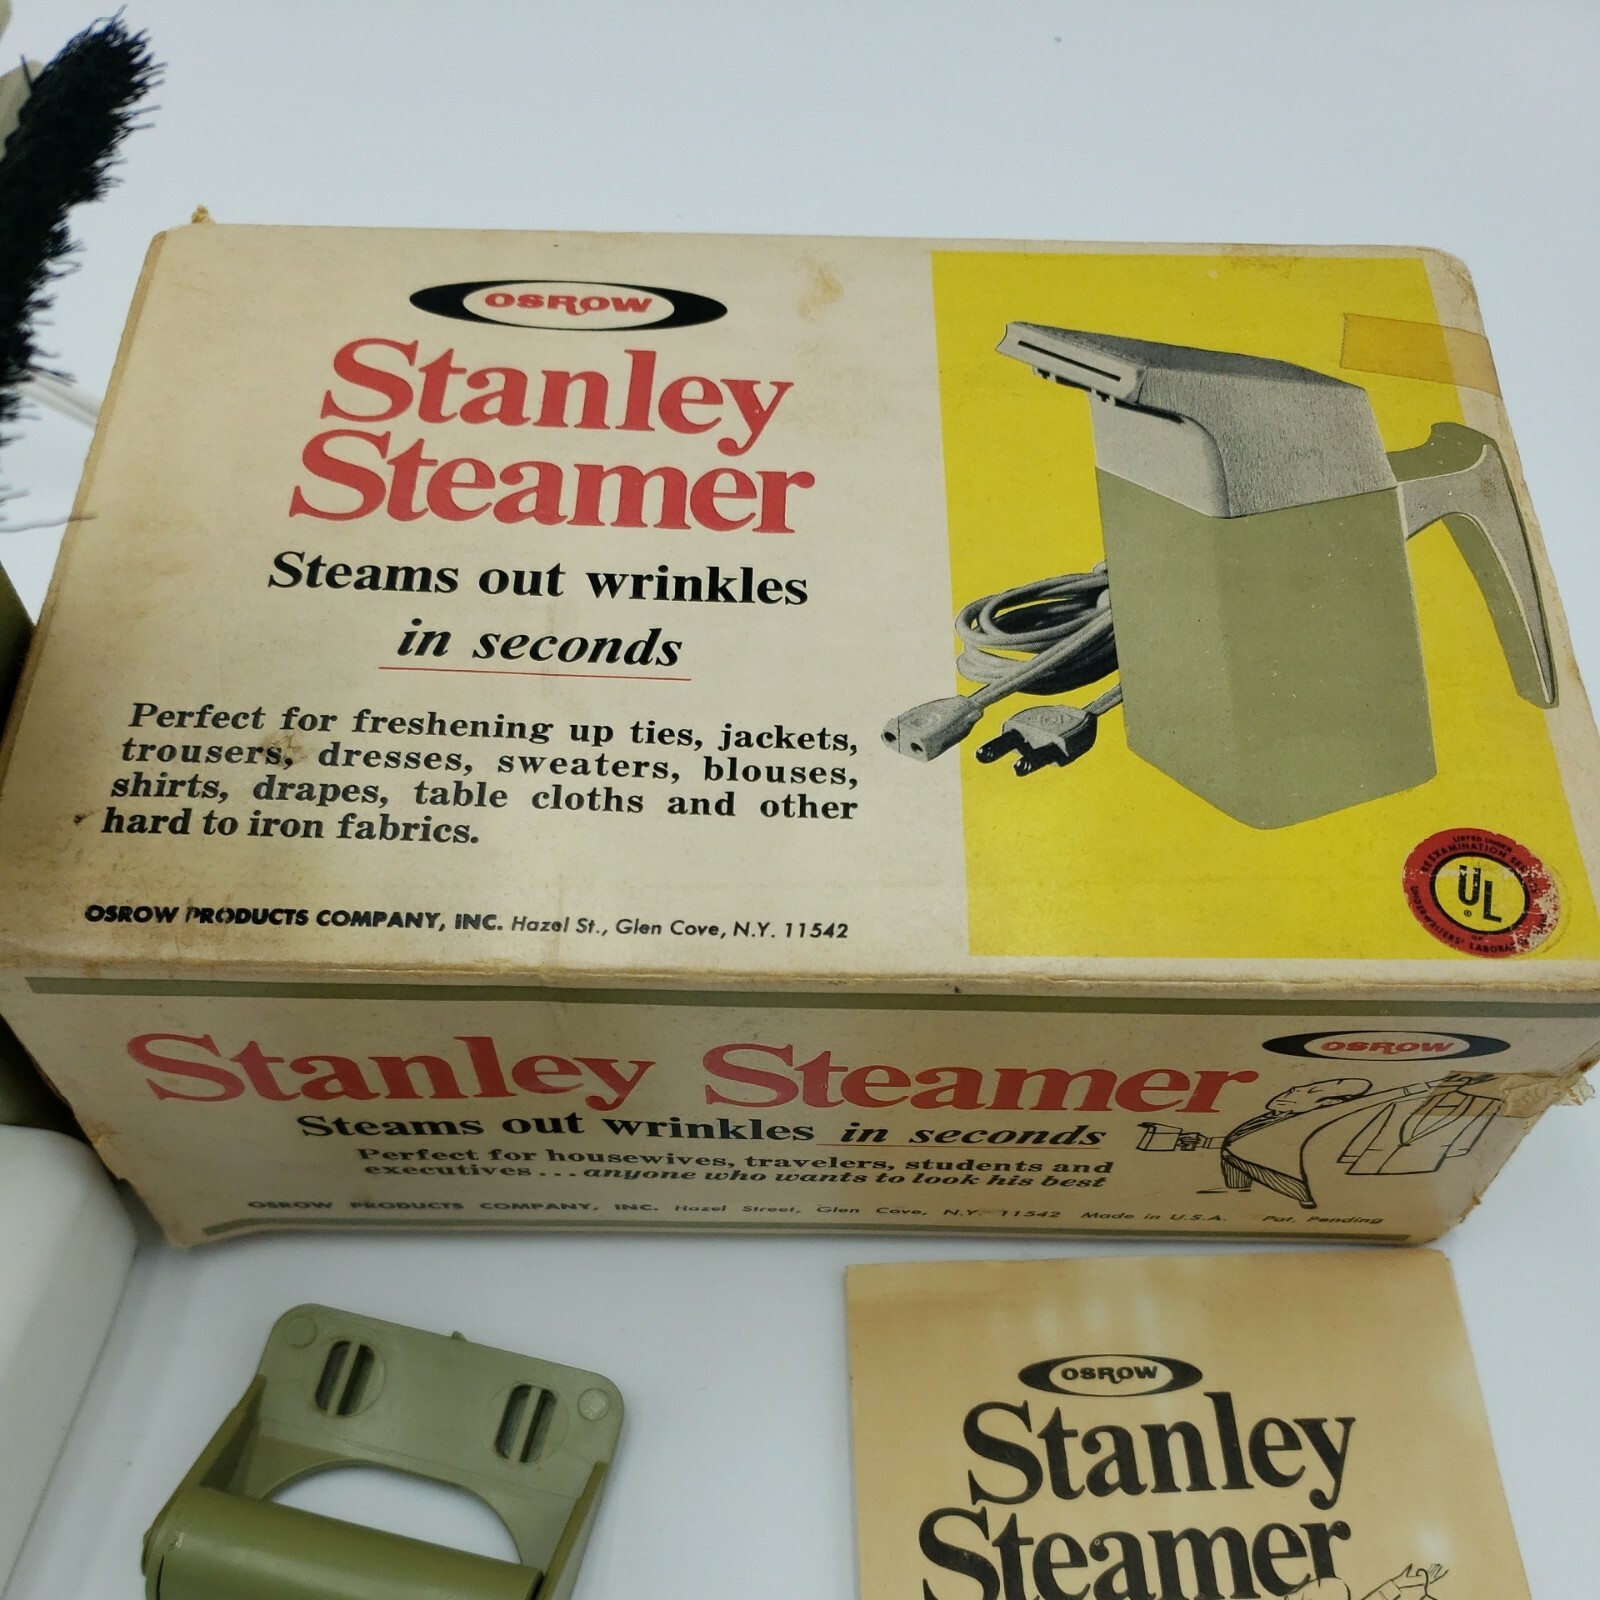 OSROW
Stanley
Steamer
Steams out wrinkles
in seconds
Perfect for freshening up ties, jackets,
trousers, dresses, sweaters, blouses,
shirts, drapes, table cloths and other
hard to iron fabrics.
OSROW PRODUCTS COMPANY, INC. Hazel St., Glen Cove, N.Y. 11542
LISTED UNDER
REEXAMINATION
UL
®
Stanley Steamer
OSROW
Steams out wrinkles in seconds
Perfect for housewives, travelers, students and
executives . . . anyone who wants to look his best
OSROW PRODUCTS COMPANY, INC. Hazel Street, Glen Cove, N.Y. 11542 Made in U.S.A. Pat. Pending
OSROW
Stanley
Steamer